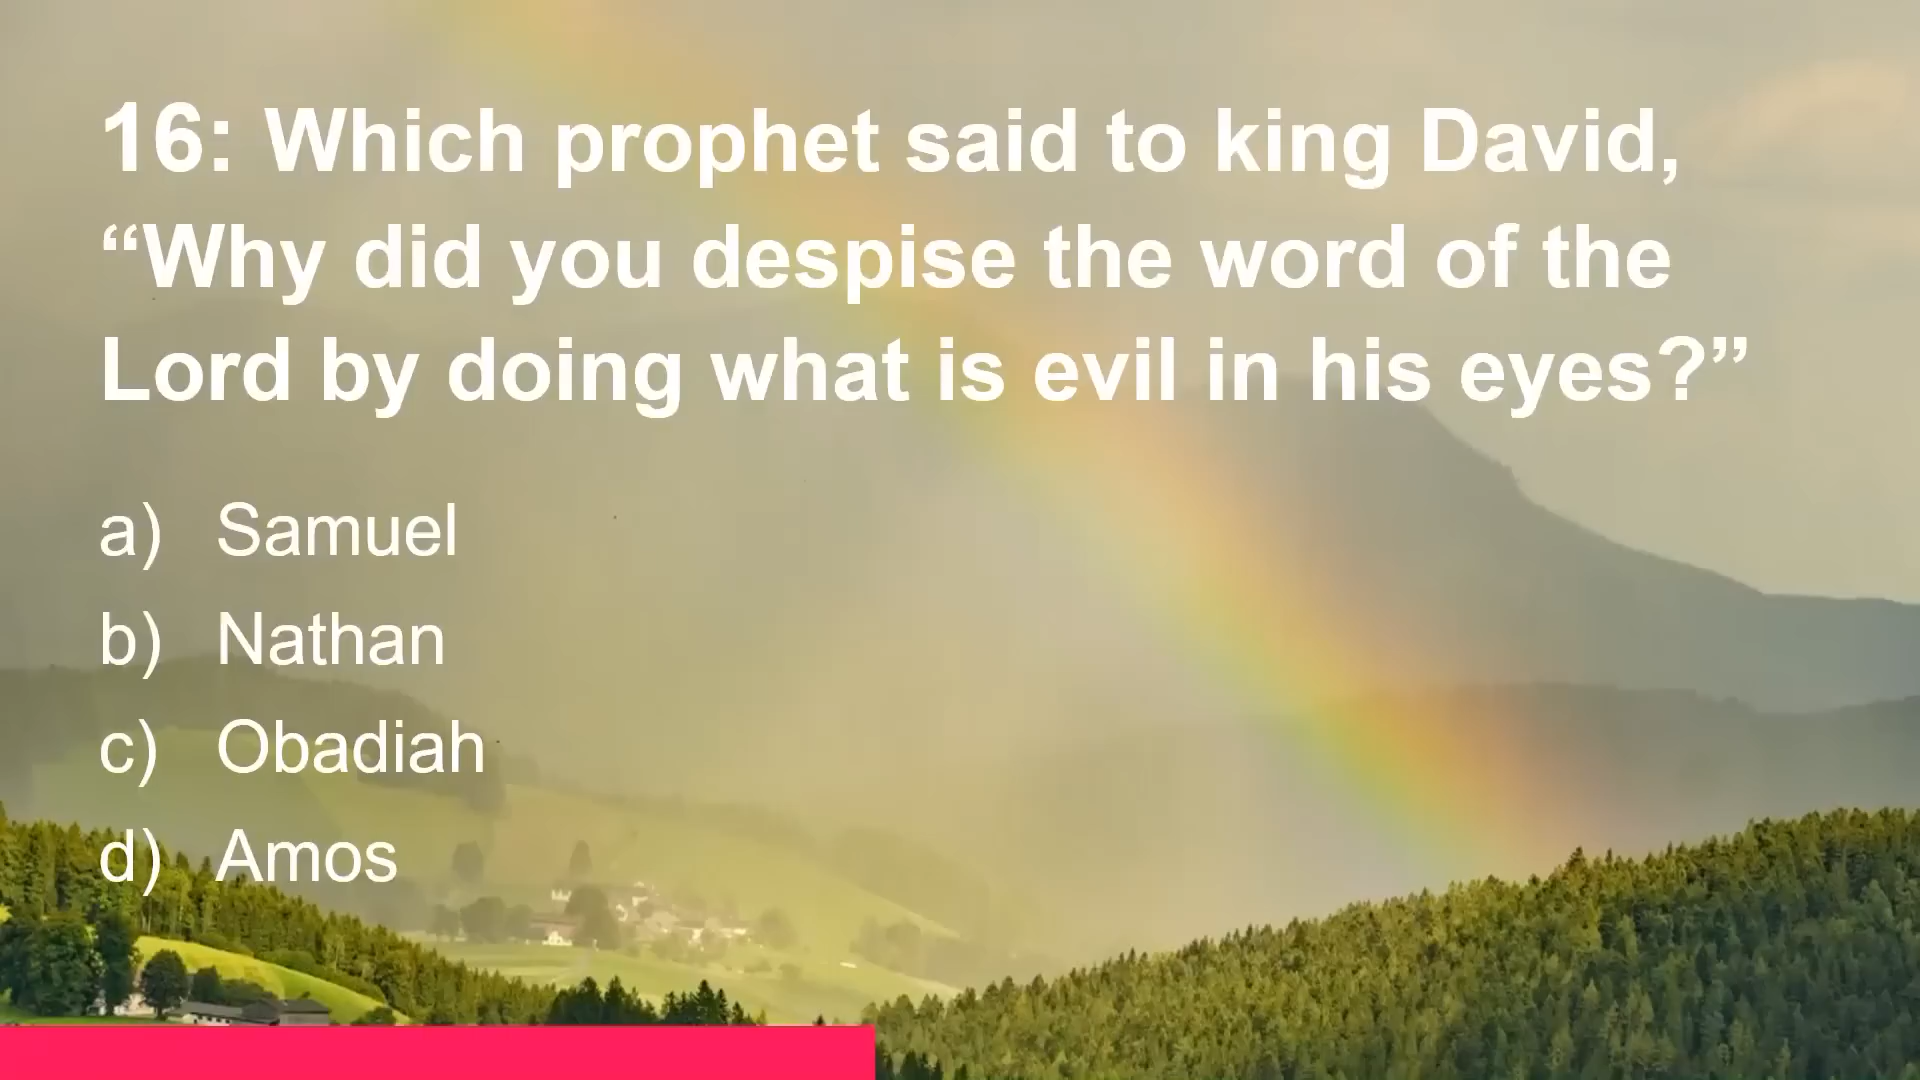 16: Which prophet said to king David,
“Why did you despise the word of the
Lord by doing what is evil in his eyes?”
a) Samuel
b) Nathan
c) Obadiah
d) Amos